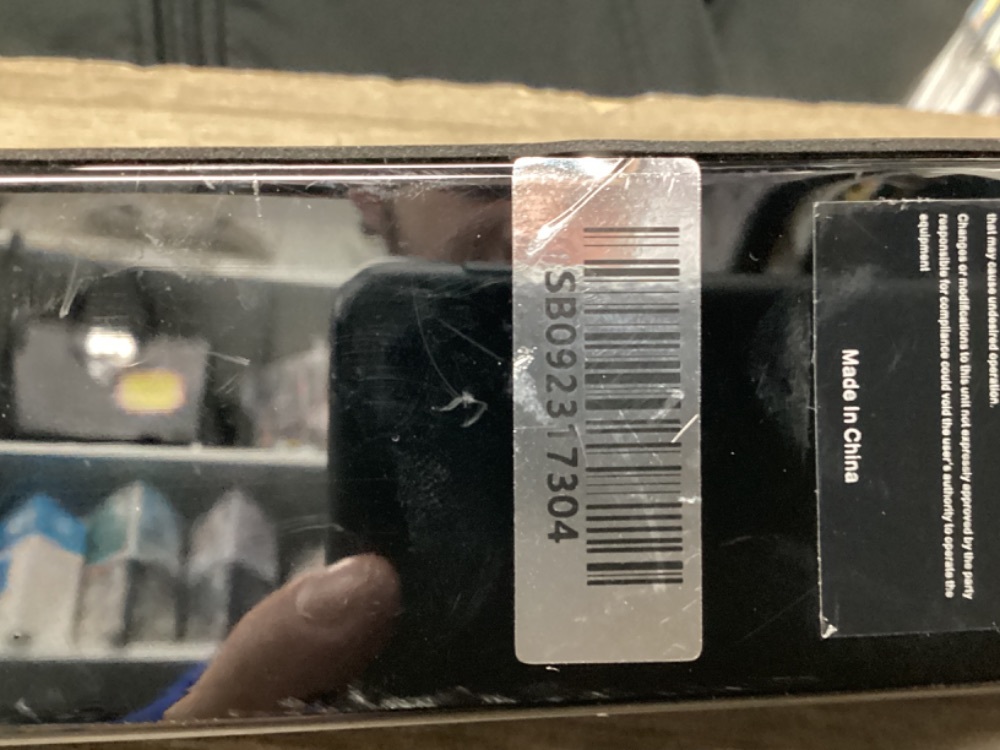 SB092317304
that may cause undesired operation.
Changes or modifications to this unit not expressly approved by the party
responsible for compliance could void the user's authority to operate the
equipment
Made in China